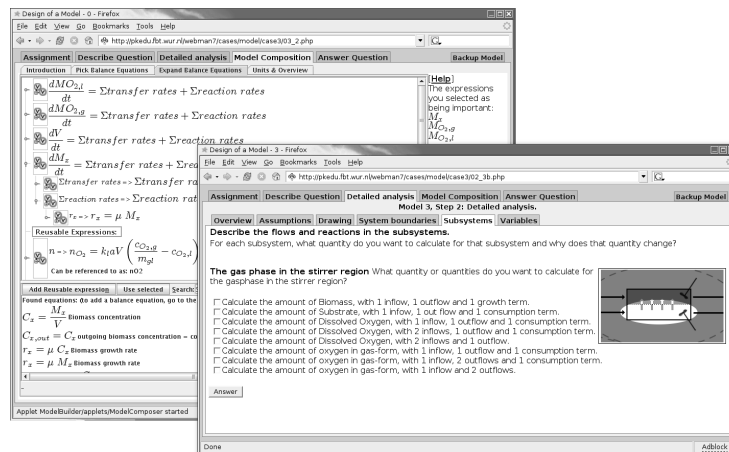 Design of a Model - 0 - Firefox
File Edit View Go Bookmarks Tools Help
http://pkedu.fbt.wur.nl/webman7/cases/model/case3/03_2.php
Assignment Describe Question Detailed analysis Model Composition Answer Question Backup Model
Introduction Pick Balance Equations Expand Balance Equations Units & Overview
dMO₂,l/dt = Σtransfer rates + Σreaction rates
dMO₂,g/dt = Σtransfer rates + Σreaction rates
dV/dt = Σtransfer rates + Σreaction rates
dMₓ/dt = Σtransfer rates + Σrea
Σtransfer rates => Σtransfer ra
Σreaction rates => Σreaction rat
rₓ => rₓ = μ Mₓ
Reusable Expressions:
n => n_O₂ = k_l aV (c_O₂,g/m_gl − c_O₂,l)
Can be referenced to as: nO2
Add Reusable expression Use selected Search:
Found equations: (to add a balance equation, go to the
Cₓ = Mₓ/V Biomass concentration
Cₓ,out = Cₓ outgoing biomass concentration = co
rₓ = μ Cₓ Biomass growth rate
rₓ = μ Mₓ Biomass growth rate
Applet ModelBuilder/applets/ModelComposer started
[Help]
The expressions
you selected as
being important:
Mₓ
M_O₂,g
M_O₂,l
Design of a Model - 3 - Firefox
File Edit View Go Bookmarks Tools Help
http://pkedu.fbt.wur.nl/webman7/cases/model/case3/02_3b.php
Assignment Describe Question Detailed analysis Model Composition Answer Question Backup Model
Model 3, Step 2: Detailed analysis.
Overview Assumptions Drawing System boundaries Subsystems Variables
Describe the flows and reactions in the subsystems.
For each subsystem, what quantity do you want to calculate for that subsystem and why does that quantity change?
The gas phase in the stirrer region What quantity or quantities do you want to calculate for
the gasphase in the stirrer region?
Calculate the amount of Biomass, with 1 inflow, 1 outflow and 1 growth term.
Calculate the amount of Substrate, with 1 infow, 1 out flow and 1 consumption term.
Calculate the amount of Dissolved Oxygen, with 1 inflow, 1 outflow and 1 consumption term.
Calculate the amount of Dissolved Oxygen, with 2 inflows, 1 outflow and 1 consumption term.
Calculate the amount of Dissolved Oxygen, with 2 inflows and 1 outflow.
Calculate the amount of oxygen in gas-form, with 1 inflow, 1 outflow and 1 consumption term.
Calculate the amount of oxygen in gas-form, with 1 inflow, 2 outflows and 1 consumption term.
Calculate the amount of oxygen in gas-form, with 1 inflow and 2 outflows.
Answer
Done Adblock